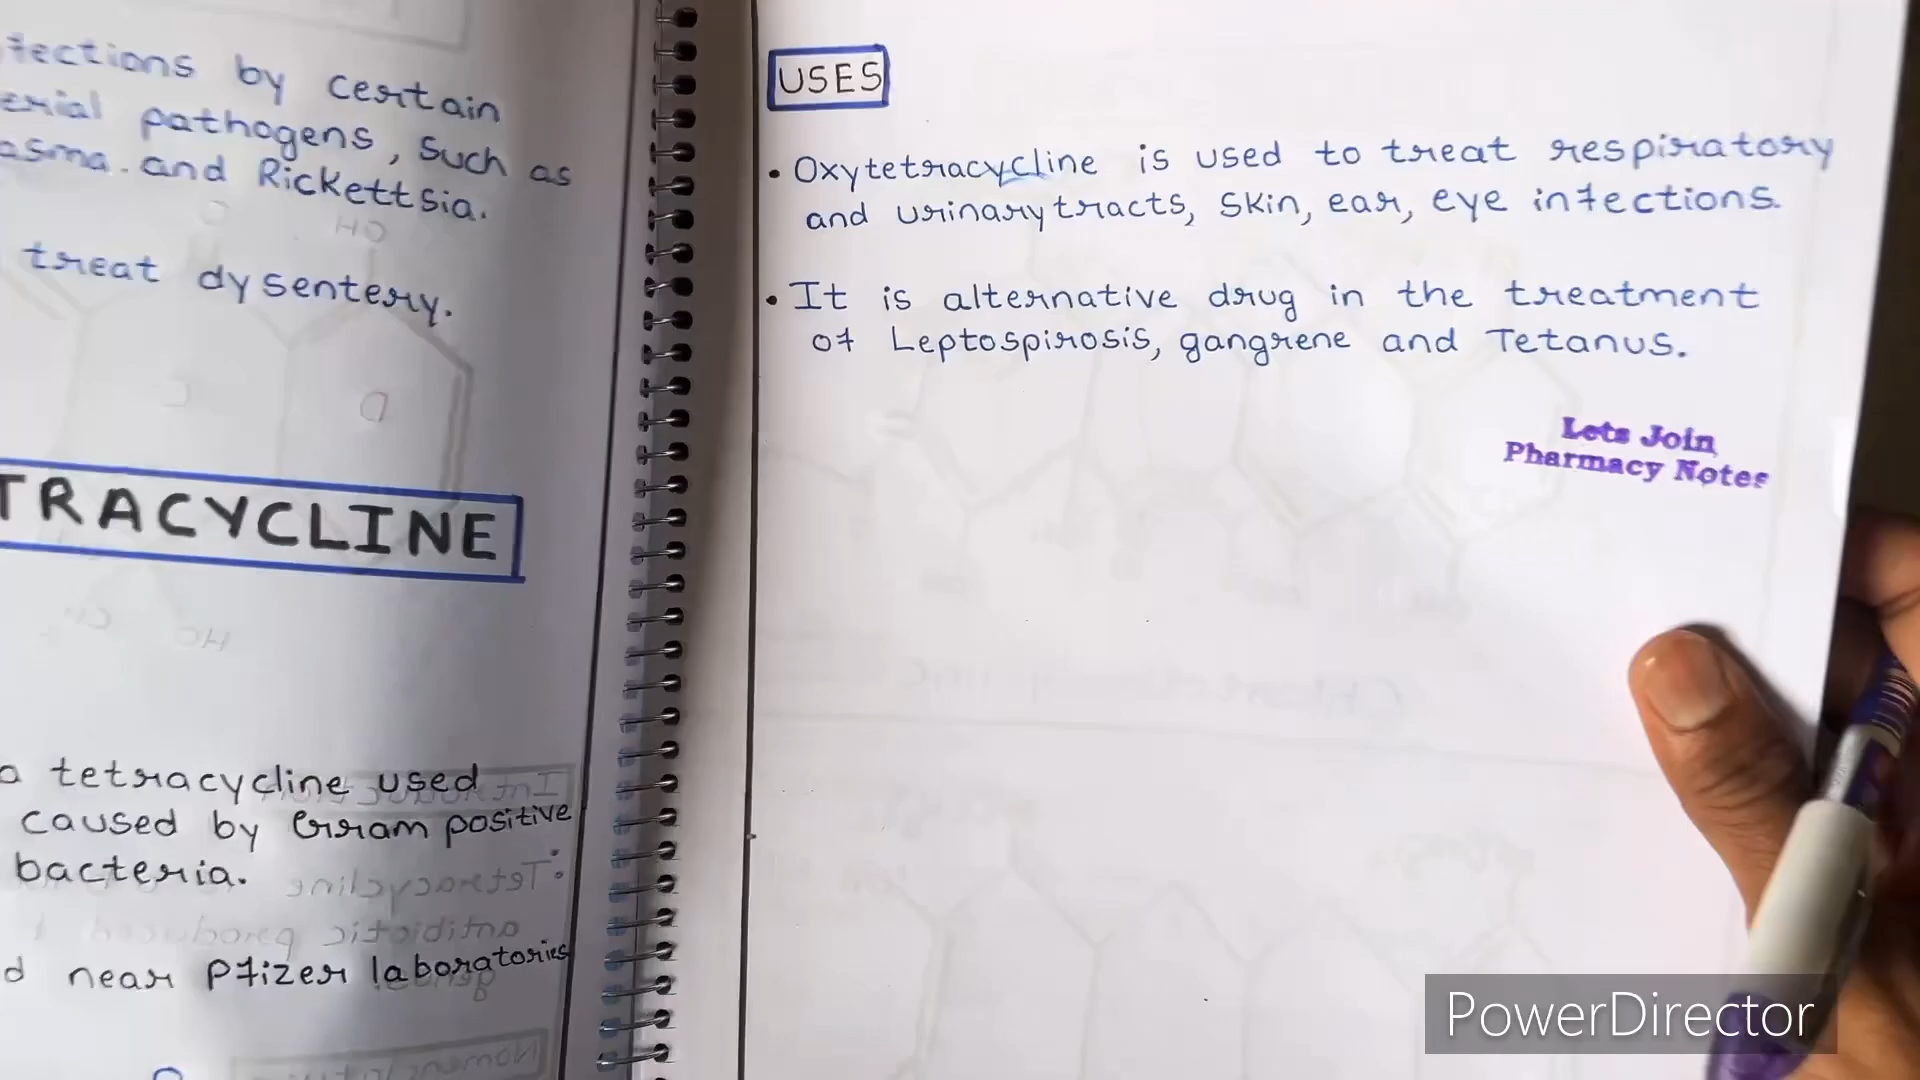 tections by certain
erial pathogens, such as
asma. and Rickettsia.
treat dysentery.
TRACYCLINE
a tetracycline used
caused by Gram positive
bacteria.
d near Pfizer laboratories
USES
• Oxytetracycline is used to treat respiratory
and urinary tracts, skin, ear, eye infections.
• It is alternative drug in the treatment
of Leptospirosis, gangrene and Tetanus.
Lets Join
Pharmacy Notes
PowerDirector